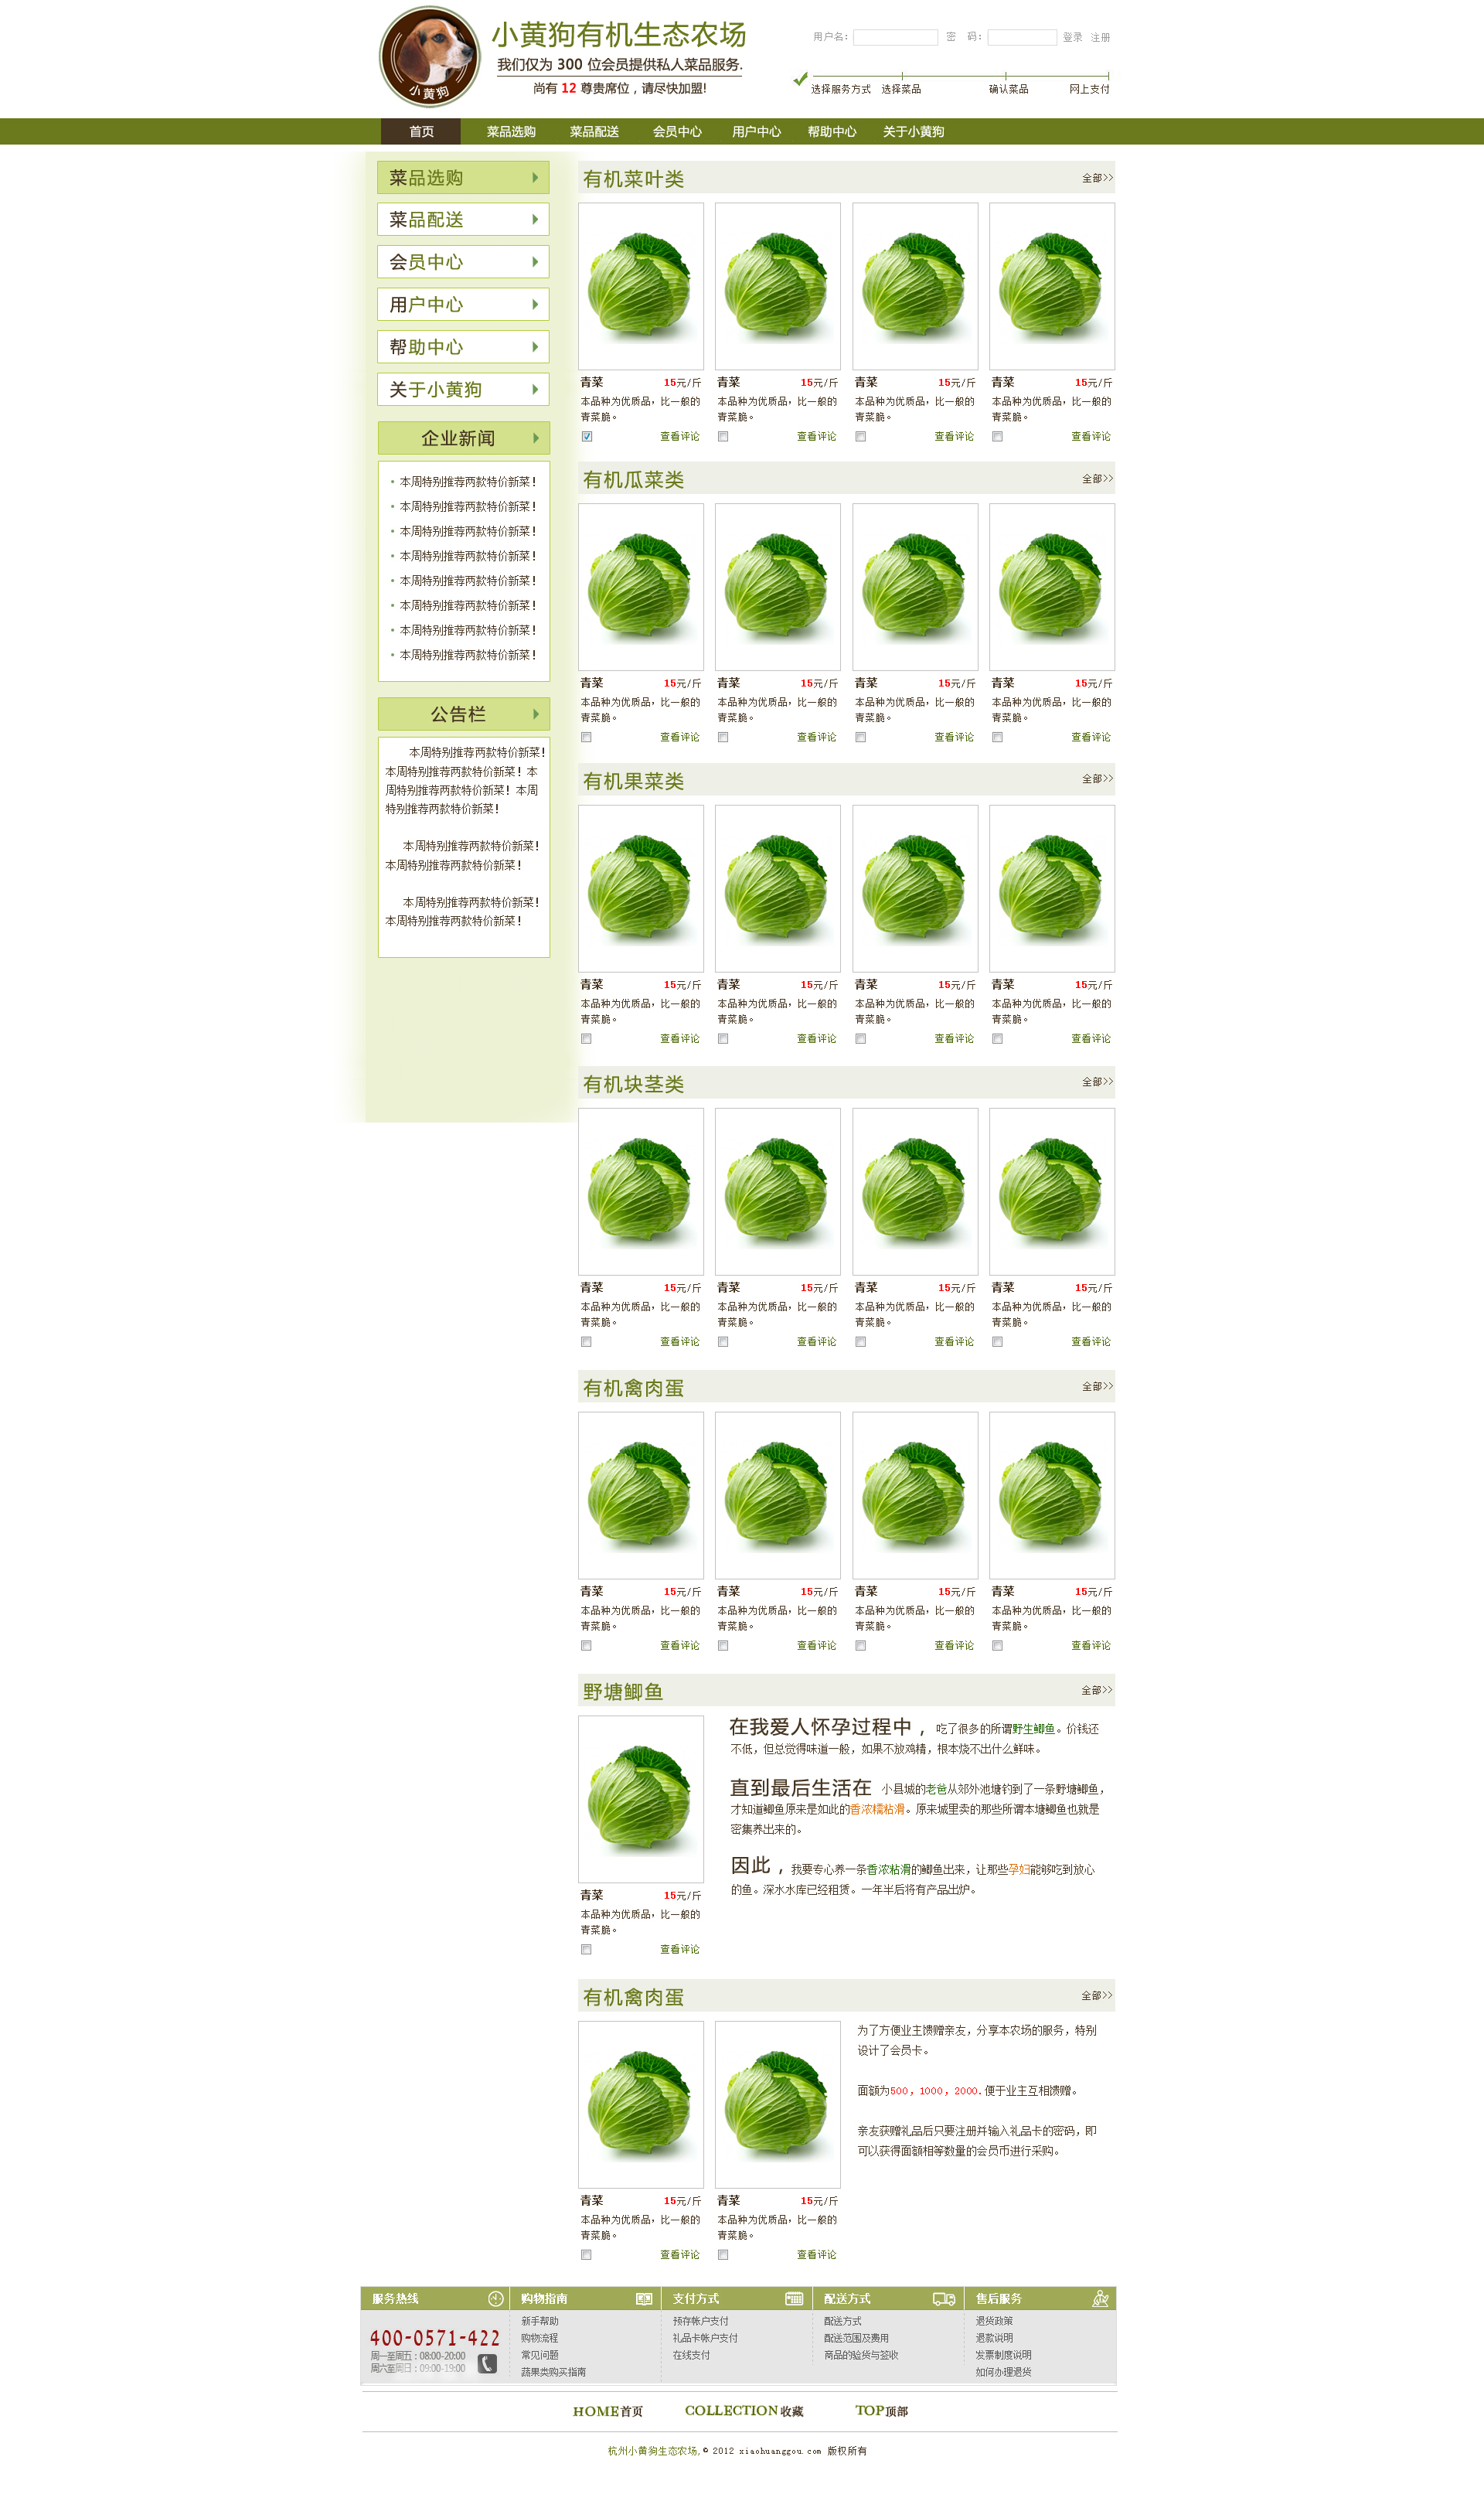 小黄狗
小黄狗有机生态农场
我们仅为 300 位会员提供私人菜品服务.
尚有 12 尊贵席位，请尽快加盟!
用户名: 密 码: 登录 注册
选择服务方式 选择菜品 确认菜品 网上支付
首页 菜品选购 菜品配送 会员中心 用户中心 帮助中心 关于小黄狗
菜品选购
菜品配送
会员中心
用户中心
帮助中心
关于小黄狗
企业新闻
本周特别推荐两款特价新菜!
本周特别推荐两款特价新菜!
本周特别推荐两款特价新菜!
本周特别推荐两款特价新菜!
本周特别推荐两款特价新菜!
本周特别推荐两款特价新菜!
本周特别推荐两款特价新菜!
本周特别推荐两款特价新菜!
公告栏
本周特别推荐两款特价新菜!
本周特别推荐两款特价新菜! 本
周特别推荐两款特价新菜! 本周
特别推荐两款特价新菜!
本周特别推荐两款特价新菜!
本周特别推荐两款特价新菜!
本周特别推荐两款特价新菜!
本周特别推荐两款特价新菜!
有机菜叶类 全部>>
青菜 15元/斤 青菜 15元/斤 青菜 15元/斤 青菜 15元/斤
本品种为优质品，比一般的 本品种为优质品，比一般的 本品种为优质品，比一般的 本品种为优质品，比一般的
青菜脆。 青菜脆。 青菜脆。 青菜脆。
查看评论 查看评论 查看评论 查看评论
有机瓜菜类 全部>>
青菜 15元/斤 青菜 15元/斤 青菜 15元/斤 青菜 15元/斤
本品种为优质品，比一般的 本品种为优质品，比一般的 本品种为优质品，比一般的 本品种为优质品，比一般的
青菜脆。 青菜脆。 青菜脆。 青菜脆。
查看评论 查看评论 查看评论 查看评论
有机果菜类 全部>>
青菜 15元/斤 青菜 15元/斤 青菜 15元/斤 青菜 15元/斤
本品种为优质品，比一般的 本品种为优质品，比一般的 本品种为优质品，比一般的 本品种为优质品，比一般的
青菜脆。 青菜脆。 青菜脆。 青菜脆。
查看评论 查看评论 查看评论 查看评论
有机块茎类 全部>>
青菜 15元/斤 青菜 15元/斤 青菜 15元/斤 青菜 15元/斤
本品种为优质品，比一般的 本品种为优质品，比一般的 本品种为优质品，比一般的 本品种为优质品，比一般的
青菜脆。 青菜脆。 青菜脆。 青菜脆。
查看评论 查看评论 查看评论 查看评论
有机禽肉蛋 全部>>
青菜 15元/斤 青菜 15元/斤 青菜 15元/斤 青菜 15元/斤
本品种为优质品，比一般的 本品种为优质品，比一般的 本品种为优质品，比一般的 本品种为优质品，比一般的
青菜脆。 青菜脆。 青菜脆。 青菜脆。
查看评论 查看评论 查看评论 查看评论
野塘鲫鱼 全部>>
青菜 15元/斤
本品种为优质品，比一般的
青菜脆。
查看评论
在我爱人怀孕过程中，吃了很多的所谓野生鲫鱼。价钱还
不低，但总觉得味道一般，如果不放鸡精，根本烧不出什么鲜味。
直到最后生活在 小县城的老爸从郊外池塘钓到了一条野塘鲫鱼，
才知道鲫鱼原来是如此的香浓糯粘滑。原来城里卖的那些所谓本塘鲫鱼也就是
密集养出来的。
因此，我要专心养一条香浓粘滑的鲫鱼出来，让那些孕妇能够吃到放心
的鱼。深水水库已经租赁。一年半后将有产品出炉。
有机禽肉蛋 全部>>
青菜 15元/斤 青菜 15元/斤
本品种为优质品，比一般的 本品种为优质品，比一般的
青菜脆。 青菜脆。
查看评论 查看评论
为了方便业主馈赠亲友，分享本农场的服务，特别
设计了会员卡。
面额为500，1000，2000.便于业主互相馈赠。
亲友获赠礼品后只要注册并输入礼品卡的密码，即
可以获得面额相等数量的会员币进行采购。
服务热线 购物指南 支付方式 配送方式 售后服务
400-0571-422
周一至周五：08:00-20:00
周六至周日：09:00-19:00
新手帮助
购物流程
常见问题
蔬果类购买指南
预存帐户支付
礼品卡帐户支付
在线支付
配送方式
配送范围及费用
商品的验货与签收
退货政策
退款说明
发票制度说明
如何办理退货
HOME首页 COLLECTION收藏 TOP顶部
杭州小黄狗生态农场,© 2012 xiaohuanggou.com 版权所有